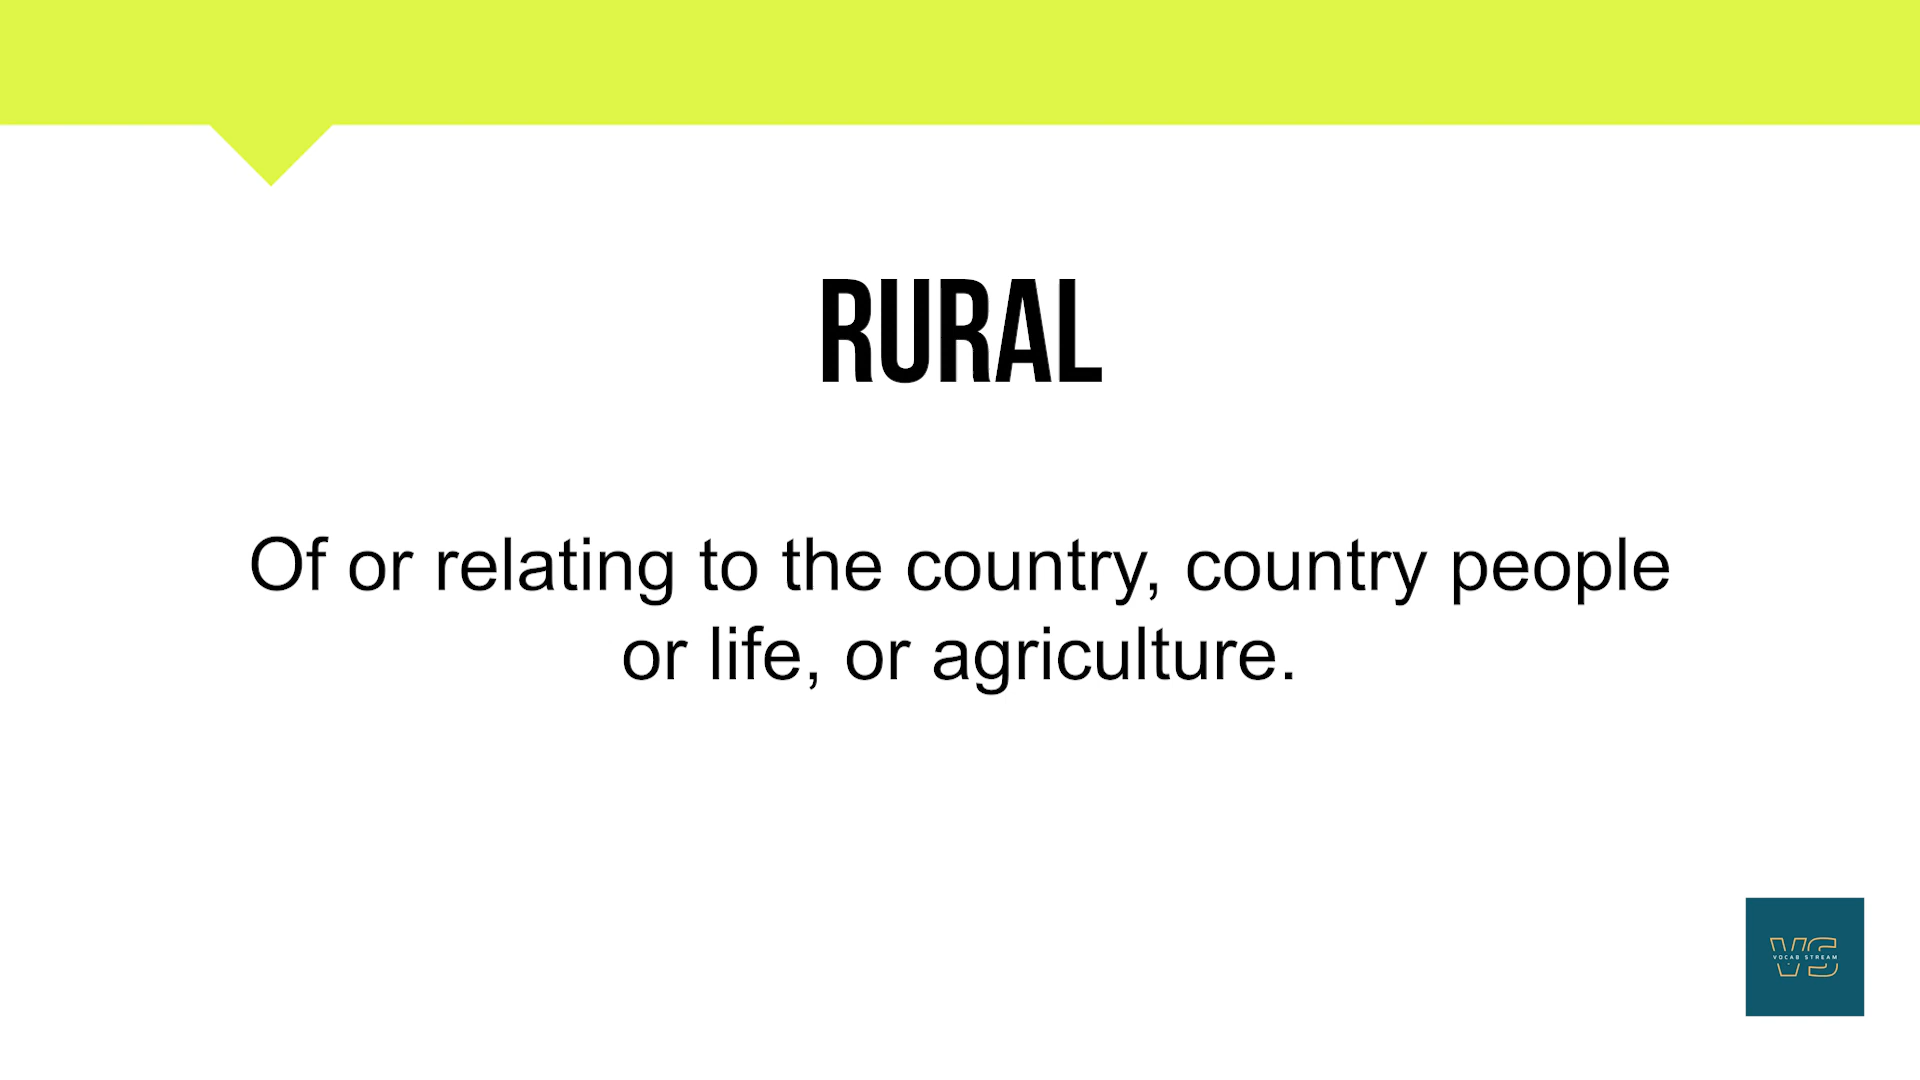 RURAL
Of or relating to the country, country people
or life, or agriculture.
VS
VOCAB STREAM